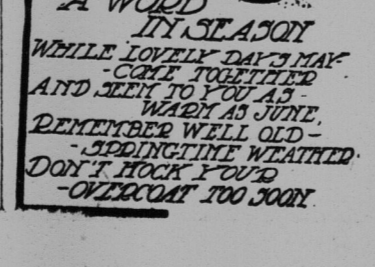 A WORD
IN SEASON
WHILE LOVELY DAYS MAY-
-COME TOGETHER
AND SEEM TO YOU AS-
WARM AS JUNE,
REMEMBER WELL OLD-
-SPRINGTIME WEATHER-
DON'T HOCK YOUR
-OVERCOAT TOO SOON.